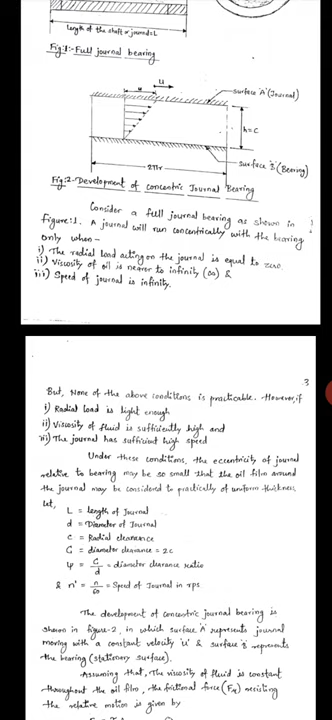 Length of the shaft or journal = L
Fig:1:- Full journal bearing
U
u
surface 'A' (Journal)
h = c
surface 'B' (Bearing)
2πr
Fig:2- Development of concentric Journal Bearing
Consider a full journal bearing as shown in
Figure:1. A journal will run concentrically with the bearing
only when -
i) The radial load acting on the journal is equal to zero.
ii) Viscosity of oil is nearer to infinity (∞) &
iii) Speed of journal is infinity.
3
But, None of the above conditions is practicable. However, if
i) Radial load is light enough
ii) Viscosity of fluid is sufficiently high and
iii) The journal has sufficient high speed
Under these conditions, the eccentricity of journal
relative to bearing may be so small that the oil film around
the journal may be considered to practically of uniform thickness
Let,
L = length of Journal
d = Diameter of Journal
c = Radial clearance
C = diameter clearance = 2c
ψ = C/d = diameter clearance ratio
& n' = n/60 = Speed of Journal in rps.
The development of concentric journal bearing is
shown in figure-2, in which surface 'A' represents journal
moving with a constant velocity 'U' & surface 'B' represents
the bearing (stationary surface).
Assuming that, The viscosity of fluid is constant
throughout the oil film, the frictional force resisting
the relative motion is given by